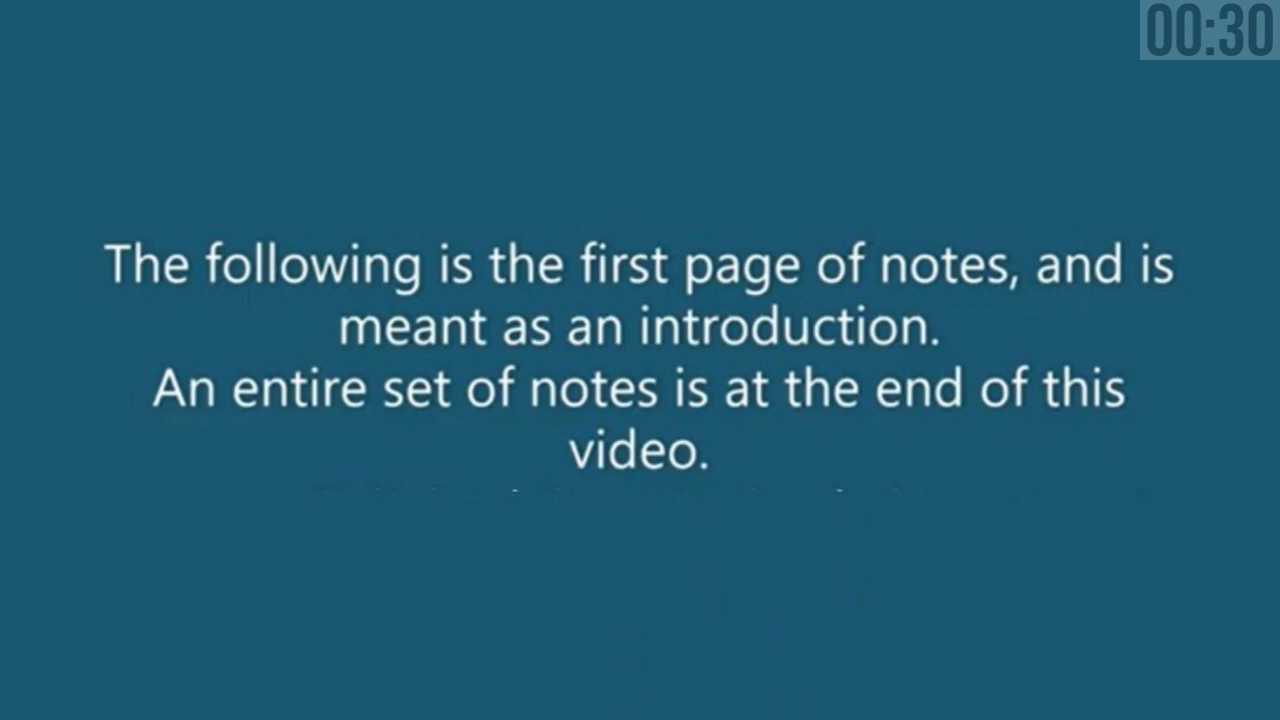 00:30
The following is the first page of notes, and is
meant as an introduction.
An entire set of notes is at the end of this
video.